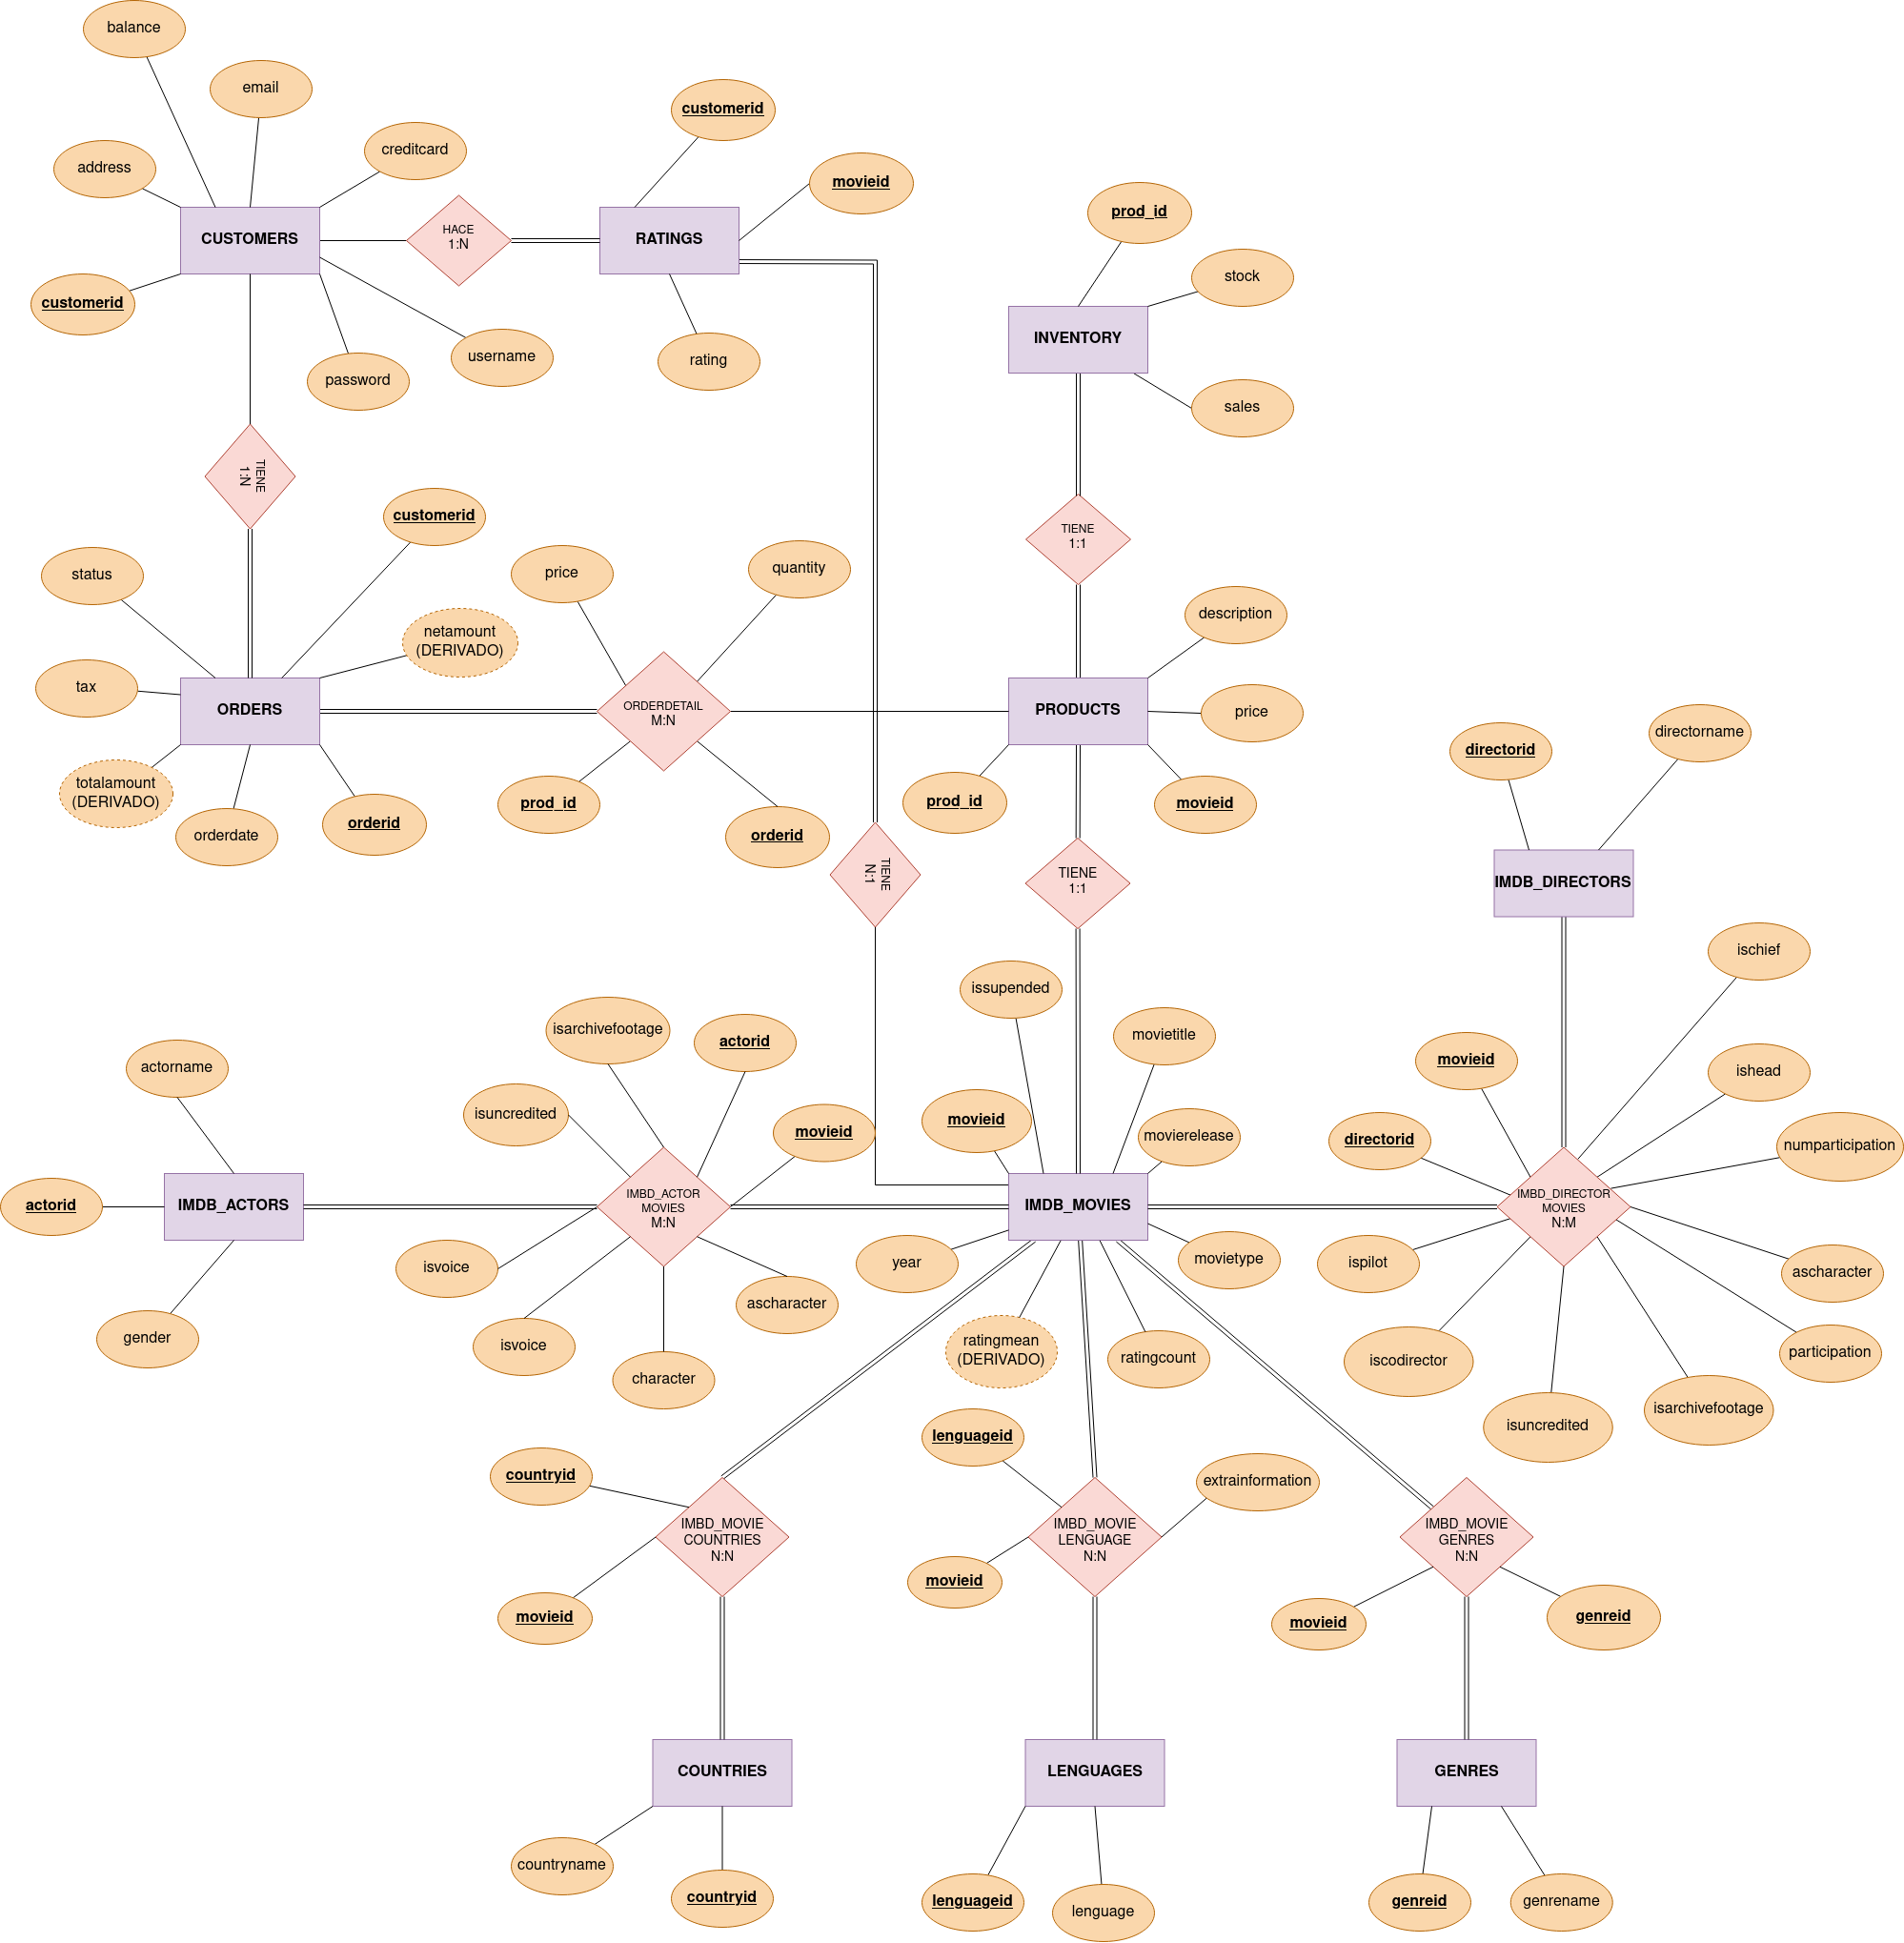 balance
email
customerid
creditcard
address
movieid
prod_id
HACE
1:N
CUSTOMERS
RATINGS
stock
customerid
INVENTORY
username
rating
password
sales
TIENE
1:N
customerid
TIENE
1:1
status
price
quantity
description
netamount
(DERIVADO)
tax
ORDERS
ORDERDETAIL
M:N
PRODUCTS
price
directorname
directorid
totalamount
(DERIVADO)
prod_id
prod_id
movieid
orderid
orderdate
orderid
TIENE
N:1
TIENE
1:1
IMDB_DIRECTORS
ischief
issupended
isarchivefootage
actorid
movietitle
movieid
actorname
ishead
isuncredited
movieid
movieid
movierelease
directorid
numparticipation
actorid
IMDB_ACTORS
IMBD_ACTOR
MOVIES
M:N
IMDB_MOVIES
IMBD_DIRECTOR
MOVIES
N:M
isvoice
year
movietype
ispilot
ascharacter
ascharacter
gender
isvoice
ratingmean
(DERIVADO)
ratingcount
iscodirector
participation
character
isarchivefootage
isuncredited
lenguageid
countryid
extrainformation
IMBD_MOVIE
COUNTRIES
N:N
IMBD_MOVIE
LENGUAGE
N:N
IMBD_MOVIE
GENRES
N:N
movieid
movieid
movieid
genreid
COUNTRIES
LENGUAGES
GENRES
countryname
countryid
lenguageid
lenguage
genreid
genrename